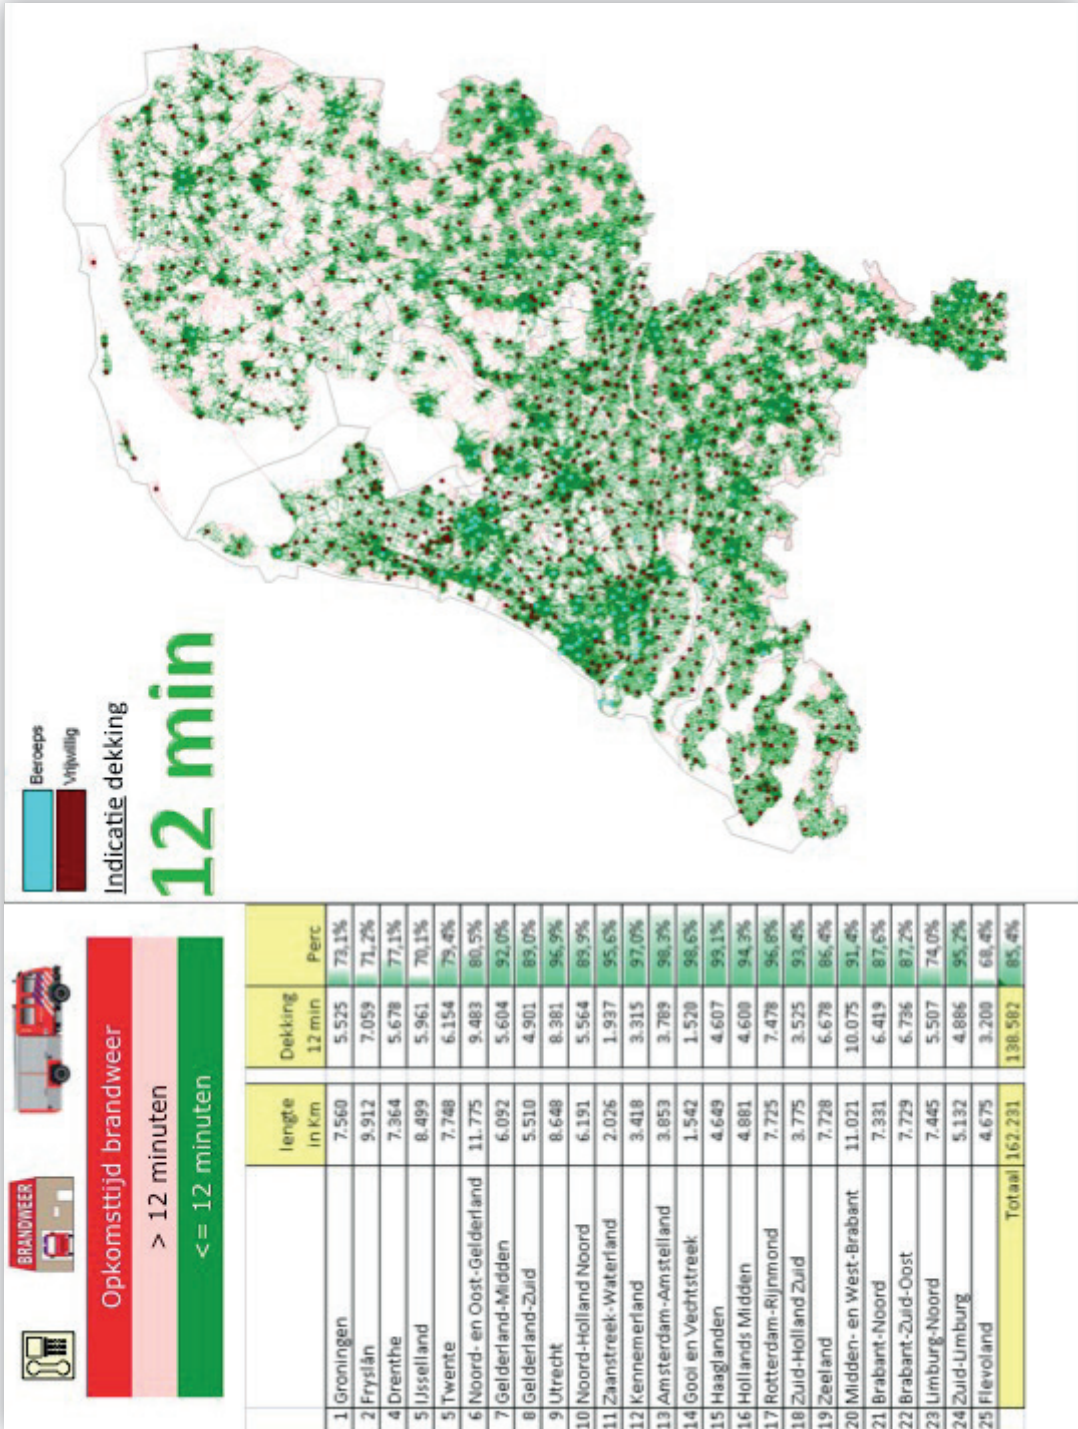 BRANDWEER
Opkomsttijd brandweer
> 12 minuten
<= 12 minuten
Beroeps
Vrijwillig
Indicatie dekking
12 min
lengte in Km Dekking 12 min Perc
1 Groningen 7.560 5.525 73,1%
2 Fryslân 9.912 7.059 71,2%
4 Drenthe 7.364 5.678 77,1%
5 IJsselland 8.499 5.961 70,1%
5 Twente 7.748 6.154 79,4%
6 Noord- en Oost-Gelderland 11.775 9.483 80,5%
7 Gelderland-Midden 6.092 5.604 92,0%
8 Gelderland-Zuid 5.510 4.901 89,0%
9 Utrecht 8.648 8.381 96,9%
10 Noord-Holland Noord 6.191 5.564 89,9%
11 Zaanstreek-Waterland 2.026 1.937 95,6%
12 Kennemerland 3.418 3.315 97,0%
13 Amsterdam-Amstelland 3.853 3.789 98,3%
14 Gooi en Vechtstreek 1.542 1.520 98,6%
15 Haaglanden 4.649 4.607 99,1%
16 Hollands Midden 4.881 4.600 94,3%
17 Rotterdam-Rijnmond 7.725 7.478 96,8%
18 Zuid-Holland Zuid 3.775 3.525 93,4%
19 Zeeland 7.728 6.678 86,4%
20 Midden- en West-Brabant 11.021 10.075 91,4%
21 Brabant-Noord 7.331 6.419 87,6%
22 Brabant-Zuid-Oost 7.729 6.736 87,2%
23 Limburg-Noord 7.445 5.507 74,0%
24 Zuid-Limburg 5.132 4.886 95,2%
25 Flevoland 4.675 3.200 68,4%
Totaal 162.231 138.582 85,4%